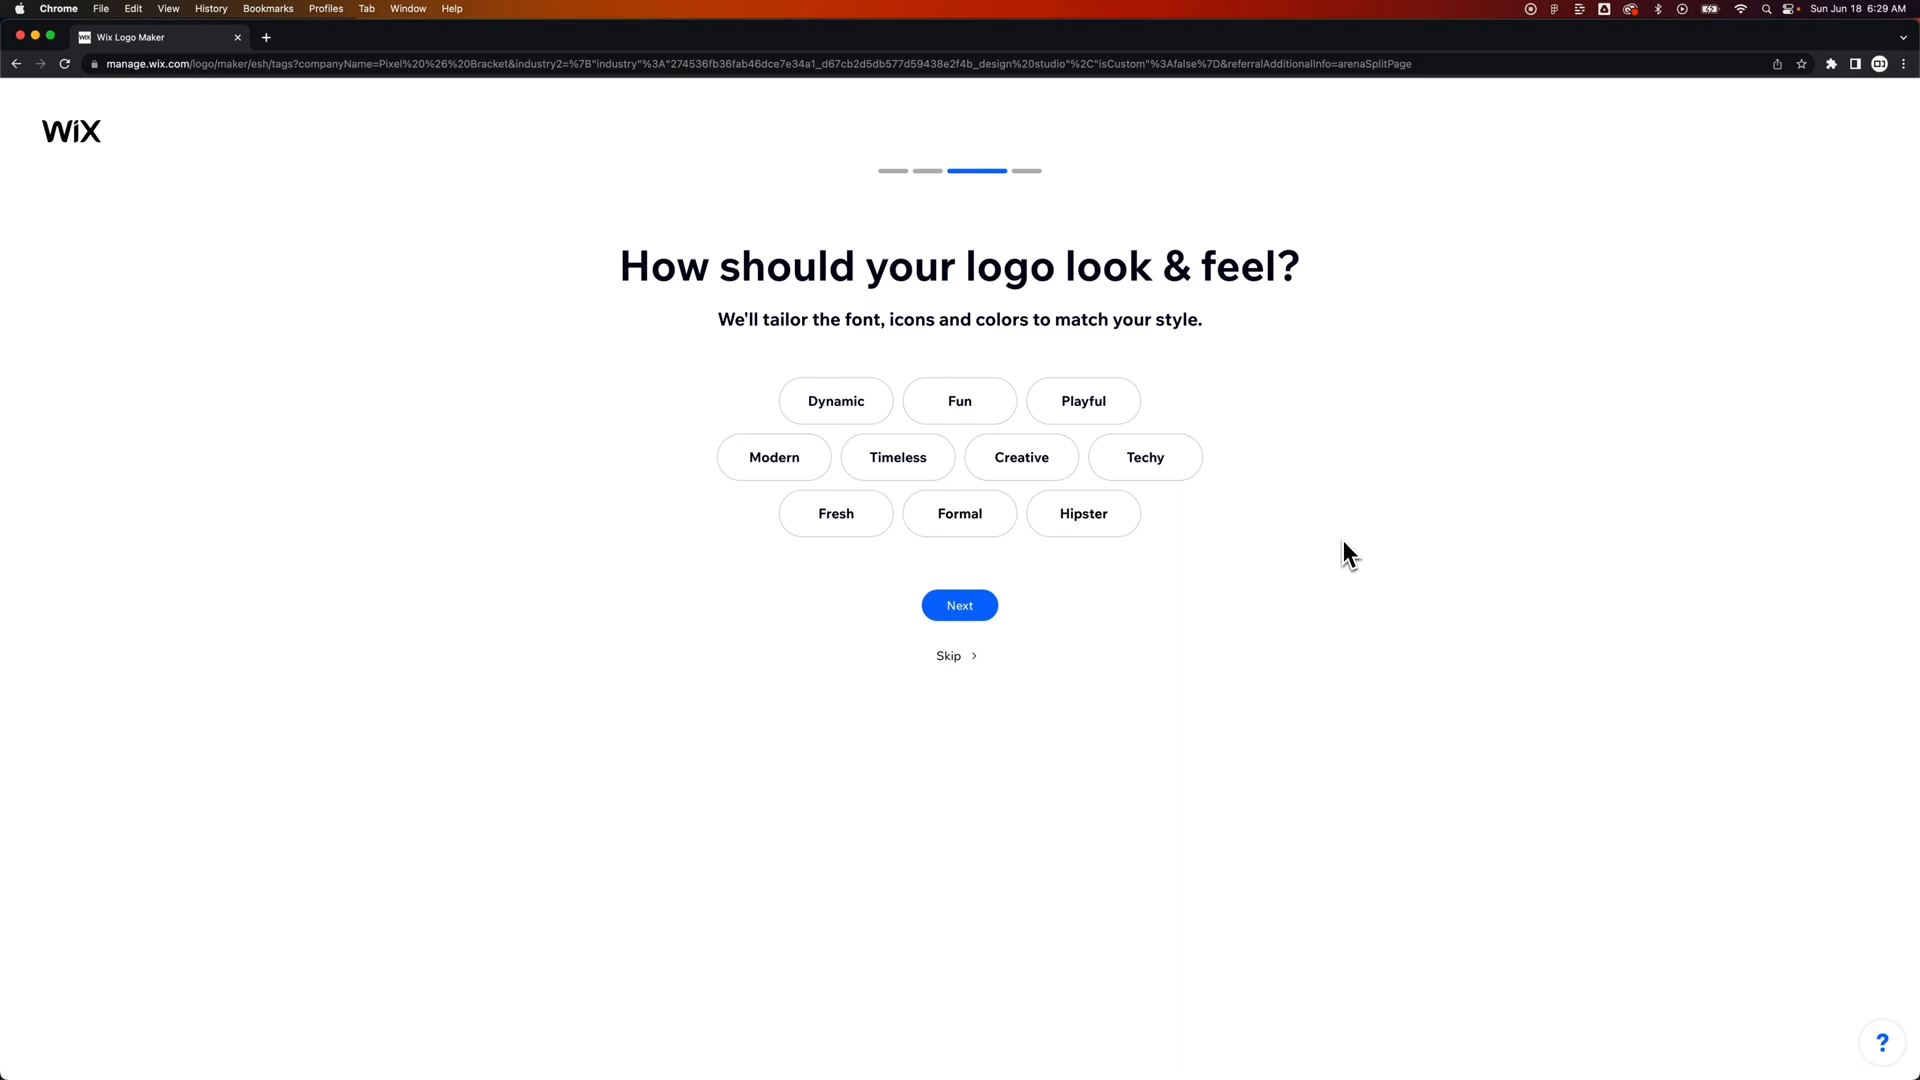 Chrome File Edit View History Bookmarks Profiles Tab Window Help Sun Jun 18 6:29 AM
WiX Wix Logo Maker
manage.wix.com/logo/maker/esh/tags?companyName=Pixel%20%26%20Bracket&industry2=%7B"industry"%3A"274536fb36fab46dce7e34a1_d67cb2d5db577d59438e2f4b_design%20studio"%2C"isCustom"%3Afalse%7D&referralAdditionalInfo=arenaSplitPage
WiX
How should your logo look & feel?
We'll tailor the font, icons and colors to match your style.
Dynamic Fun Playful
Modern Timeless Creative Techy
Fresh Formal Hipster
Next
Skip >
?